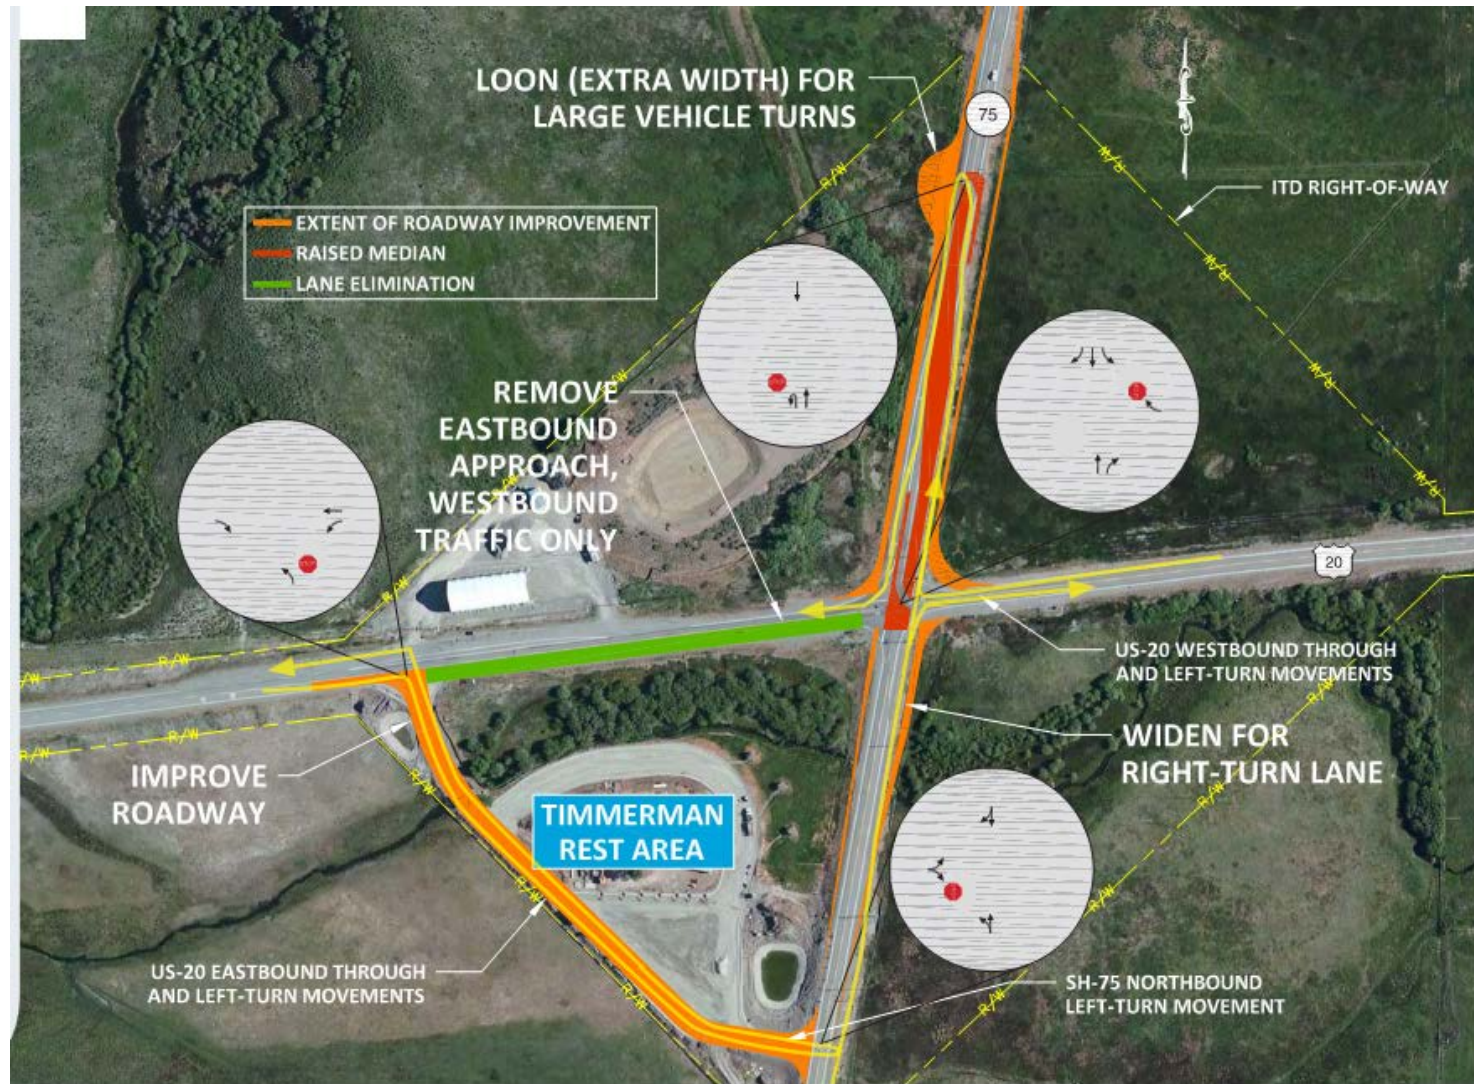 LOON (EXTRA WIDTH) FOR
LARGE VEHICLE TURNS
75
R/W
R/W
ITD RIGHT-OF-WAY
EXTENT OF ROADWAY IMPROVEMENT
RAISED MEDIAN
LANE ELIMINATION
R/W
R/W
R/W
REMOVE
EASTBOUND
APPROACH,
WESTBOUND
TRAFFIC ONLY
R/W
R/W
R/W
20
R/W
R/W
R/W
R/W
R/W
US-20 WESTBOUND THROUGH
AND LEFT-TURN MOVEMENTS
R/W
R/W
WIDEN FOR
RIGHT-TURN LANE
IMPROVE
ROADWAY
R/W
R/W
TIMMERMAN
REST AREA
R/W
R/W
US-20 EASTBOUND THROUGH
AND LEFT-TURN MOVEMENTS
SH-75 NORTHBOUND
LEFT-TURN MOVEMENT
R/W
R/W